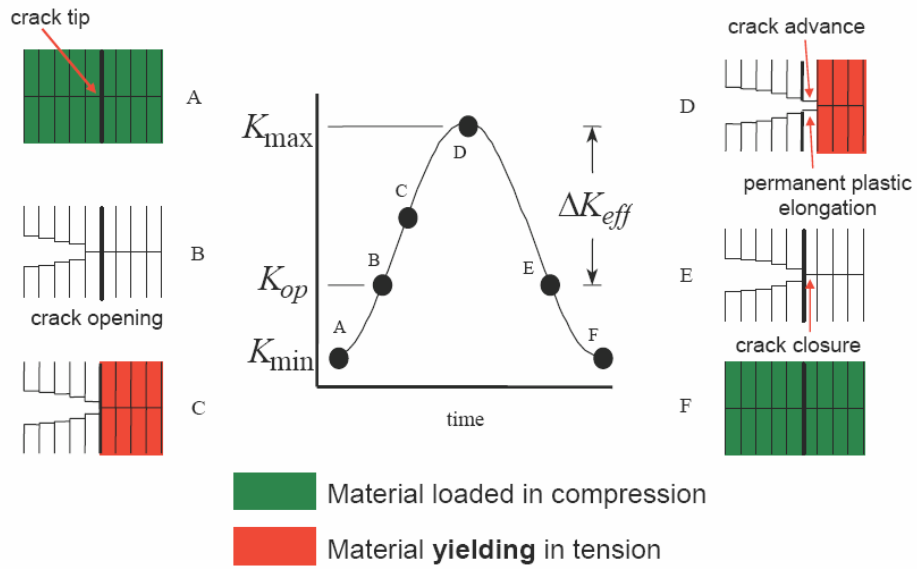 crack tip
A
B
crack opening
C
K_max
K_op
K_min
A
B
C
D
E
F
ΔK_eff
time
crack advance
D
permanent plastic
elongation
E
crack closure
F
Material loaded in compression
Material yielding in tension